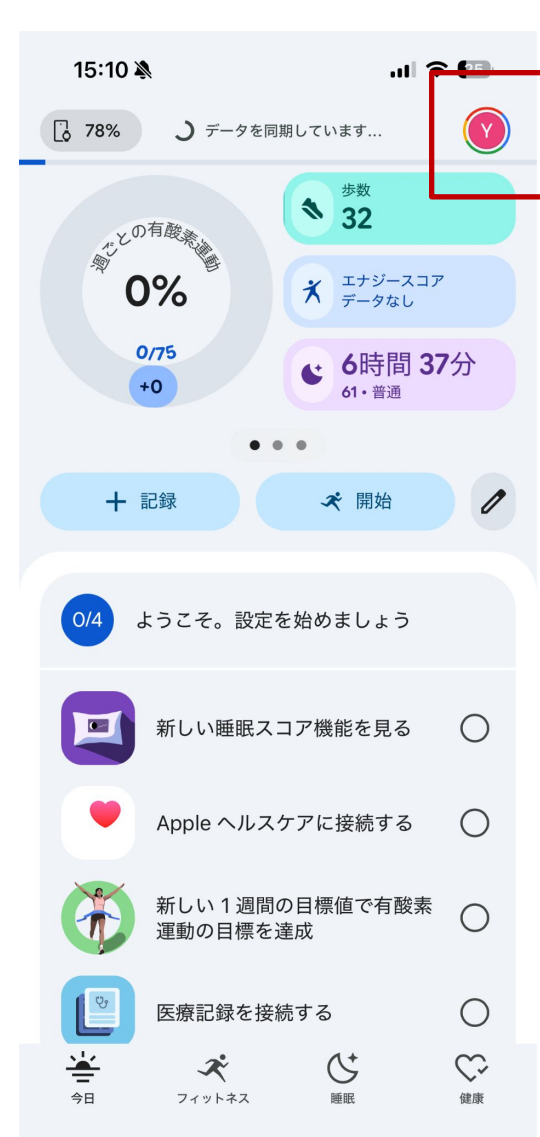 15:10
35
78%
データを同期しています...
Y
週ごとの有酸素運動
0%
0/75
+0
歩数
32
エナジースコア
データなし
6時間 37分
61・普通
記録
開始
0/4
ようこそ。設定を始めましょう
新しい睡眠スコア機能を見る
Apple ヘルスケアに接続する
新しい 1 週間の目標値で有酸素
運動の目標を達成
医療記録を接続する
今日
フィットネス
睡眠
健康